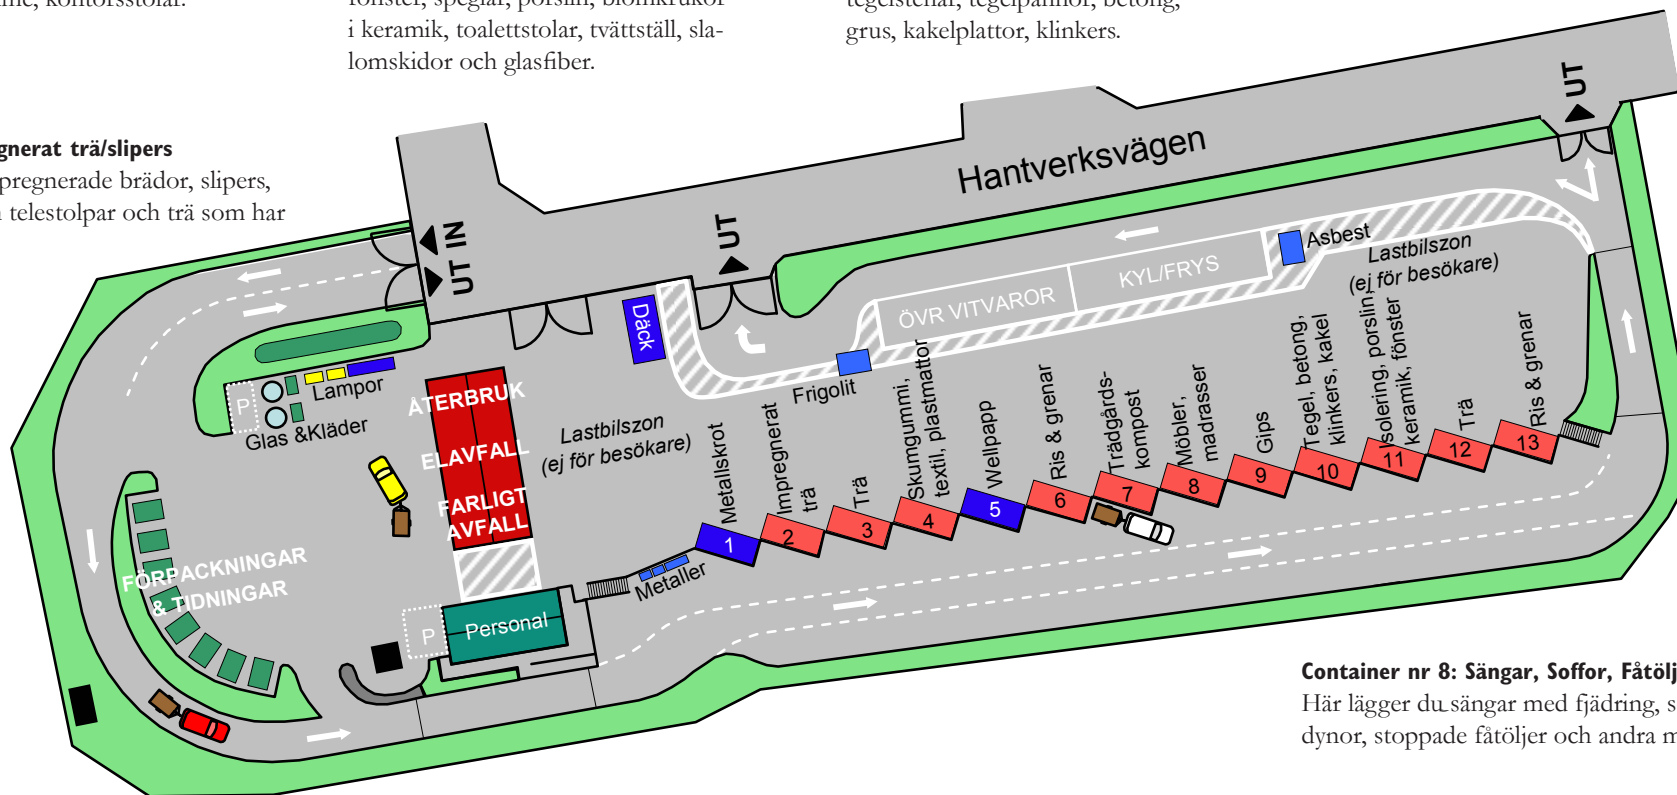 kontorsstolar.
fönster, speglar, porslin, blomkrukor
i keramik, toalettstolar, tvättställ, sla-
lomskidor och glasfiber.
tegelstenar, tegelpannor, betong,
grus, kakelplattor, klinkers.
gnerat trä/slipers
pregnerade brädor, slipers,
telestolpar och trä som har
Hantverksvägen
UT
UT IN
UT
Däck
ÖVR VITVAROR
KYL/FRYS
Asbest
Lastbilszon
(ej för besökare)
Frigolit
P
Lampor
Glas &Kläder
ÅTERBRUK
ELAVFALL
FARLIGT
AVFALL
Lastbilszon
(ej för besökare)
FÖRPACKNINGAR
& TIDNINGAR
P
Personal
Metaller
Metallskrot
1
Impregnerat
trä
2
Trä
3
Skumgummi,
textil, plastmattor
4
Wellpapp
5
Ris & grenar
6
Trädgårds-
kompost
7
Möbler,
madrasser
8
Gips
9
Tegel, betong,
klinkers, kakel
10
Isolering, porslin,
keramik, fönster
11
Trä
12
Ris & grenar
13
Container nr 8: Sängar, Soffor, Fåtölj
Här lägger du sängar med fjädring, s
dynor, stoppade fåtöljer och andra m